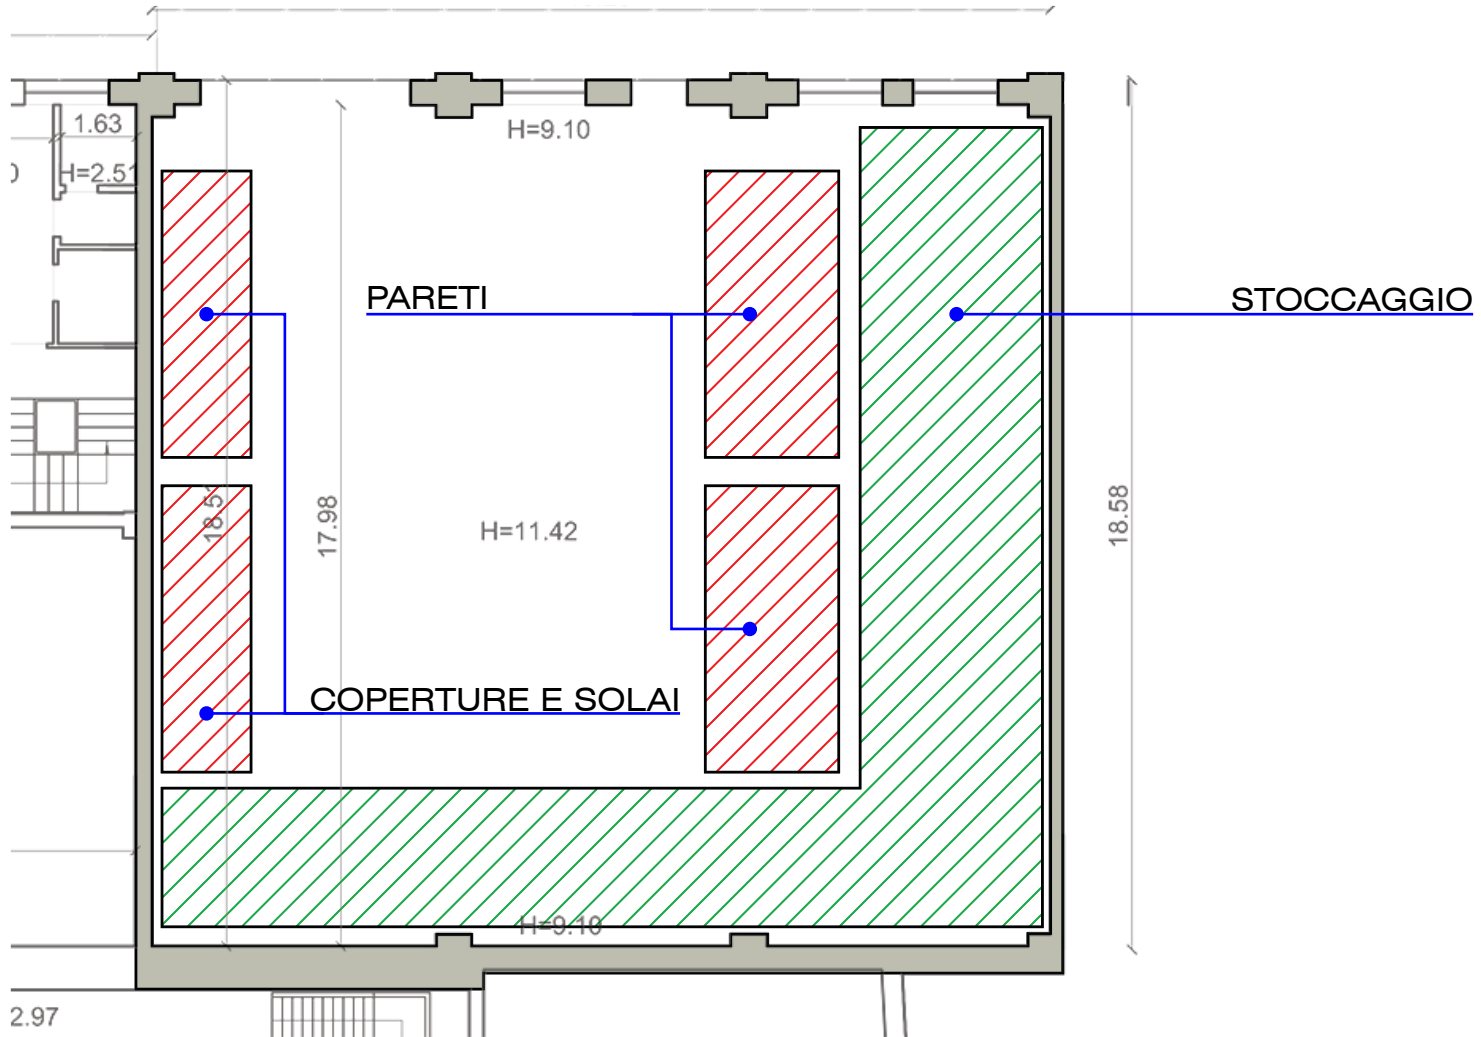 1.63
H=9.10
H=2.51
PARETI
STOCCAGGIO
18.51
17.98
H=11.42
18.58
COPERTURE E SOLAI
H=9.10
2.97